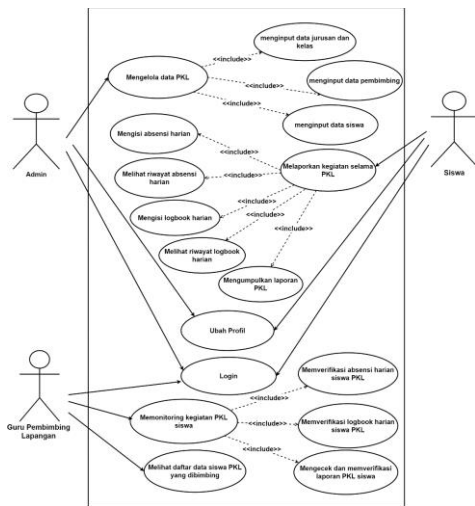 menginput data jurusan dan
kelas
<<include>>
Mengelola data PKL
<<include>>
menginput data pembimbing
<<include>>
menginput data siswa
Mengisi absensi harian
<<include>>
Admin
Melihat riwayat absensi
harian
<<include>>
Melaporkan kegiatan selama
PKL
Siswa
<<include>>
Mengisi logbook harian
<<include>>
<<include>>
Melihat riwayat logbook
harian
Mengumpulkan laporan
PKL
Ubah Profil
Login
Memverifikasi absensi harian
siswa PKL
<<include>>
Guru Pembimbing
Lapangan
Memonitoring kegiatan PKL
siswa
<<include>>
Memverifikasi logbook harian
siswa PKL
<<include>>
Melihat daftar data siswa PKL
yang dibimbing
Mengecek dan memverifikasi
laporan PKL siswa